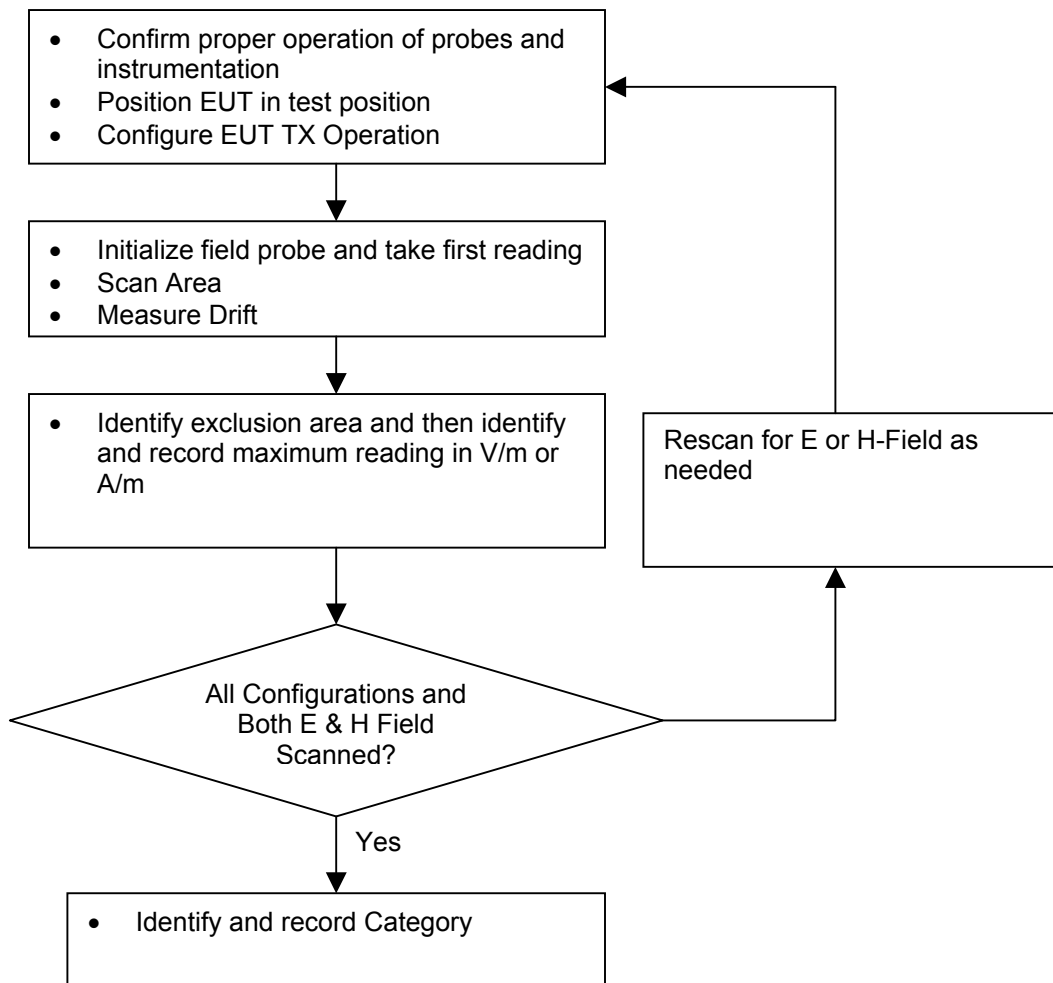 • Confirm proper operation of probes and
instrumentation
• Position EUT in test position
• Configure EUT TX Operation
• Initialize field probe and take first reading
• Scan Area
• Measure Drift
• Identify exclusion area and then identify
and record maximum reading in V/m or
A/m
Rescan for E or H-Field as
needed
All Configurations and
Both E & H Field
Scanned?
Yes
• Identify and record Category